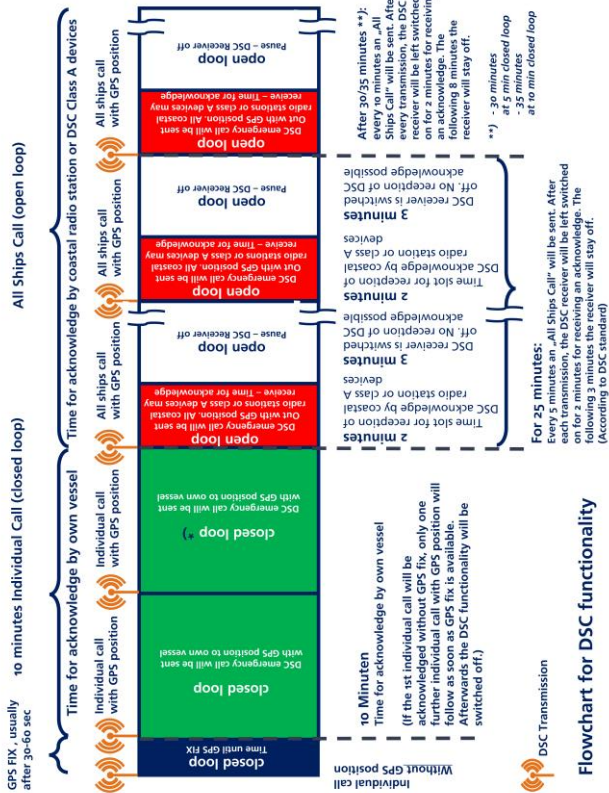 GPS FIX, usually
after 30-60 sec
10 minutes Individual Call (closed loop)
All Ships Call (open loop)
Time for acknowledge by own vessel
Time for acknowledge by coastal radio station or DSC Class A devices
Individual call
with GPS position
Individual call
with GPS position
All ships call
with GPS position
All ships call
with GPS position
All ships call
with GPS position
closed loop
Time until GPS FIX
closed loop
DSC emergency call will be sent
with GPS position to own vessel
closed loop *)
DSC emergency call will be sent
with GPS position to own vessel
open loop
DSC emergency call will be sent
Out with GPS position. All coastal
radio stations or class A devices may
receive – Time for acknowledge
open loop
Pause – DSC Receiver off
open loop
DSC emergency call will be sent
Out with GPS position. All coastal
radio stations or class A devices may
receive – Time for acknowledge
open loop
Pause – DSC Receiver off
open loop
DSC emergency call will be sent
Out with GPS position. All coastal
radio stations or class A devices may
receive – Time for acknowledge
open loop
Pause – DSC Receiver off
Individual
call
Without GPS position
10 Minuten
Time for acknowledge by own vessel
(If the 1st individual call will be
acknowledged without GPS fix, only one
further individual call with GPS position will
follow as soon as GPS fix is available.
Afterwards the DSC functionality will be
switched off.)
2 minutes
Time slot for reception of
DSC acknowledge by coastal
radio station or class A
devices
3 minutes
DSC receiver is switched
off. No reception of DSC
acknowledge possible
2 minutes
Time slot for reception of
DSC acknowledge by coastal
radio station or class A
devices
3 minutes
DSC receiver is switched
off. No reception of DSC
acknowledge possible
After 30/35 minutes **):
every 10 minutes an „All
Ships Call" will be sent. After
every transmission, the DSC
receiver will be left switched
on for 2 minutes for receiving
an acknowledge. The
following 8 minutes the
receiver will stay off.
**) - 30 minutes
at 5 min closed loop
- 35 minutes
at 10 min closed loop
For 25 minutes:
Every 5 minutes an „All Ships Call" will be sent. After
each transmission, the DSC receiver will be left switched
on for 2 minutes for receiving an acknowledge. The
following 3 minutes the receiver will stay off.
(According to DSC standard)
DSC Transmission
Flowchart for DSC functionality